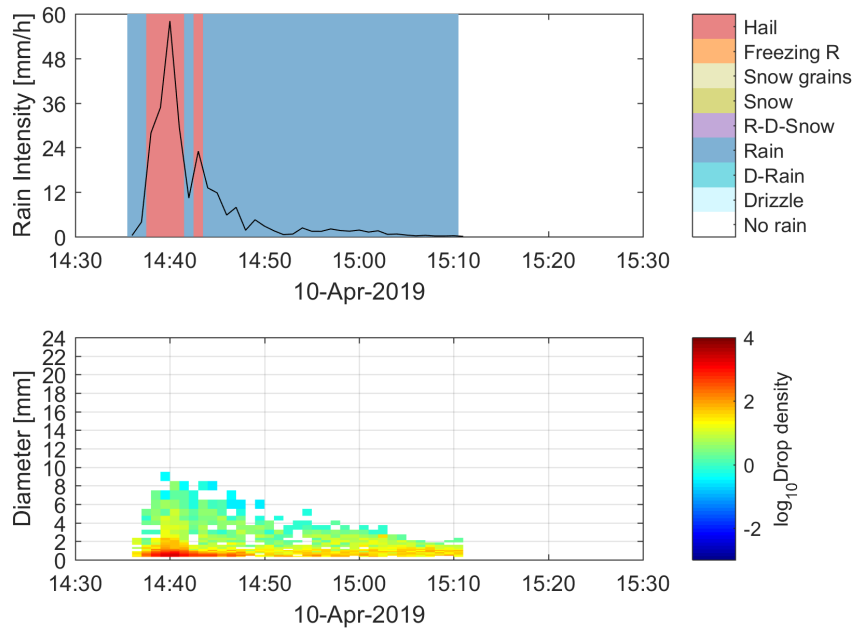 Rain Intensity [mm/h]
60
48
36
24
12
0
14:30 14:40 14:50 15:00 15:10 15:20 15:30
10-Apr-2019
Hail
Freezing R
Snow grains
Snow
R-D-Snow
Rain
D-Rain
Drizzle
No rain
Diameter [mm]
24
22
20
18
16
14
12
10
8
6
4
2
0
14:30 14:40 14:50 15:00 15:10 15:20 15:30
10-Apr-2019
4
2
0
-2
log10Drop density